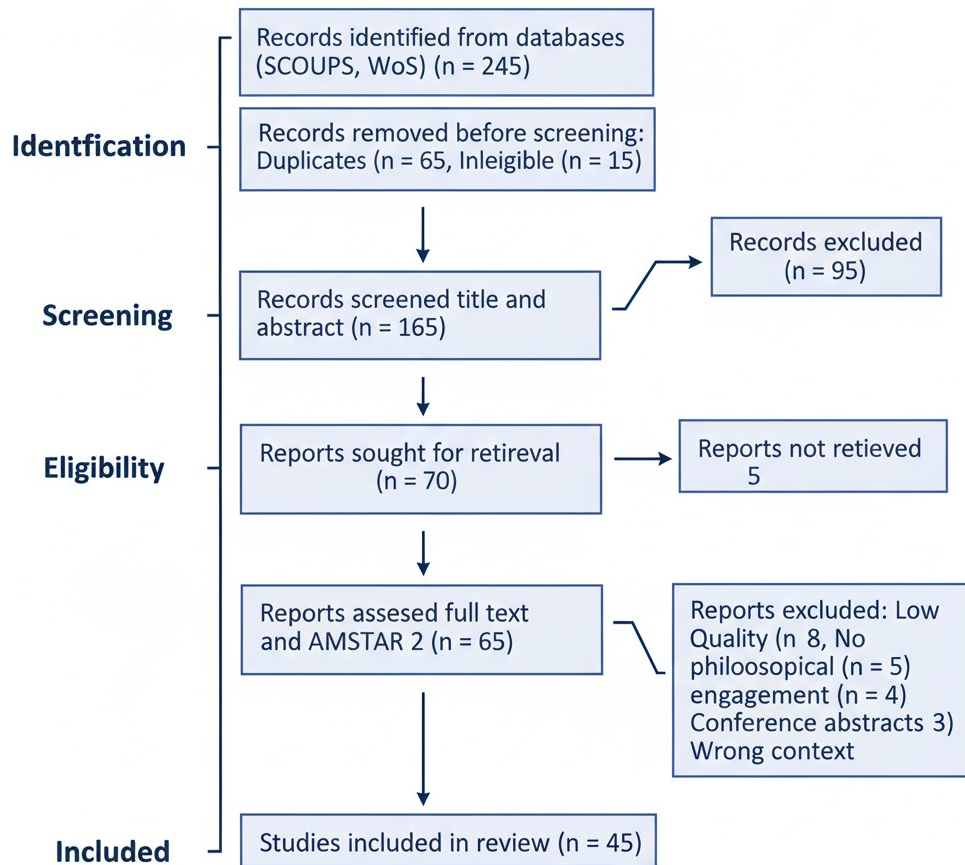 Records identified from databases
(SCOUPS, WoS) (n = 245)
Identfication
Records removed before screening:
Duplicates (n = 65, Inleigible (n = 15)
Records excluded
(n = 95)
Screening
Records screened title and
abstract (n = 165)
Eligibility
Reports sought for retireval
(n = 70)
Reports not retieved
5
Reports assesed full text
and AMSTAR 2 (n = 65)
Reports excluded: Low
Quality (n 8, No
philoosopical (n = 5)
engagement (n = 4)
Conference abstracts 3)
Wrong context
Included
Studies included in review (n = 45)